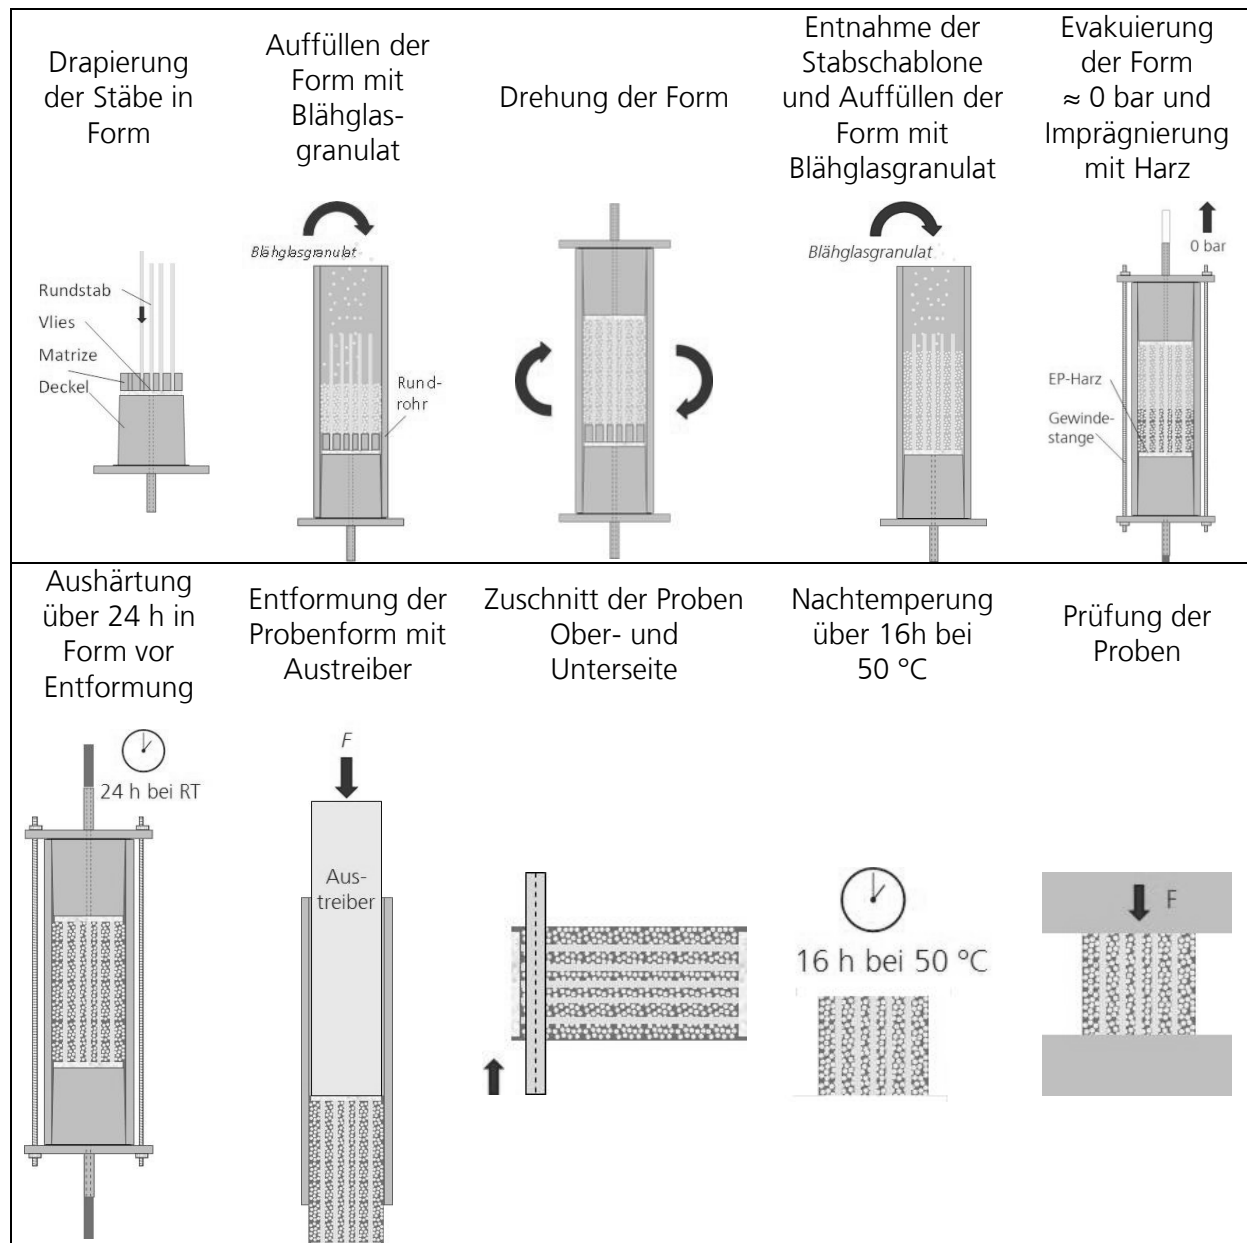 Drapierung
der Stäbe in
Form
Auffüllen der
Form mit
Blähglas-
granulat
Drehung der Form
Entnahme der
Stabschablone
und Auffüllen der
Form mit
Blähglasgranulat
Evakuierung
der Form
≈ 0 bar und
Imprägnierung
mit Harz
Rundstab
Vlies
Matrize
Deckel
Blähglasgranulat
Rund-
rohr
Blähglasgranulat
0 bar
EP-Harz
Gewinde-
stange
Aushärtung
über 24 h in
Form vor
Entformung
Entformung der
Probenform mit
Austreiber
Zuschnitt der Proben
Ober- und
Unterseite
Nachtemperung
über 16h bei
50 °C
Prüfung der
Proben
24 h bei RT
F
Aus-
treiber
16 h bei 50 °C
F